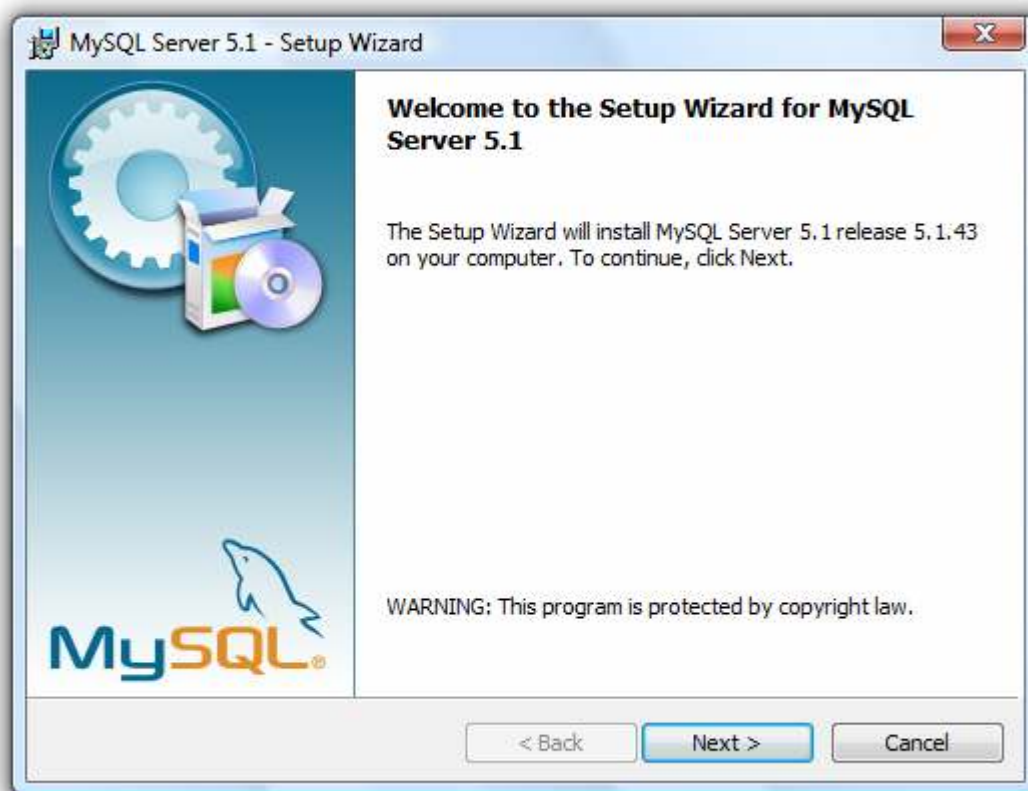 MySQL Server 5.1 - Setup Wizard
Welcome to the Setup Wizard for MySQL
Server 5.1
The Setup Wizard will install MySQL Server 5.1 release 5.1.43
on your computer. To continue, click Next.
WARNING: This program is protected by copyright law.
MySQL®
< Back
Next >
Cancel